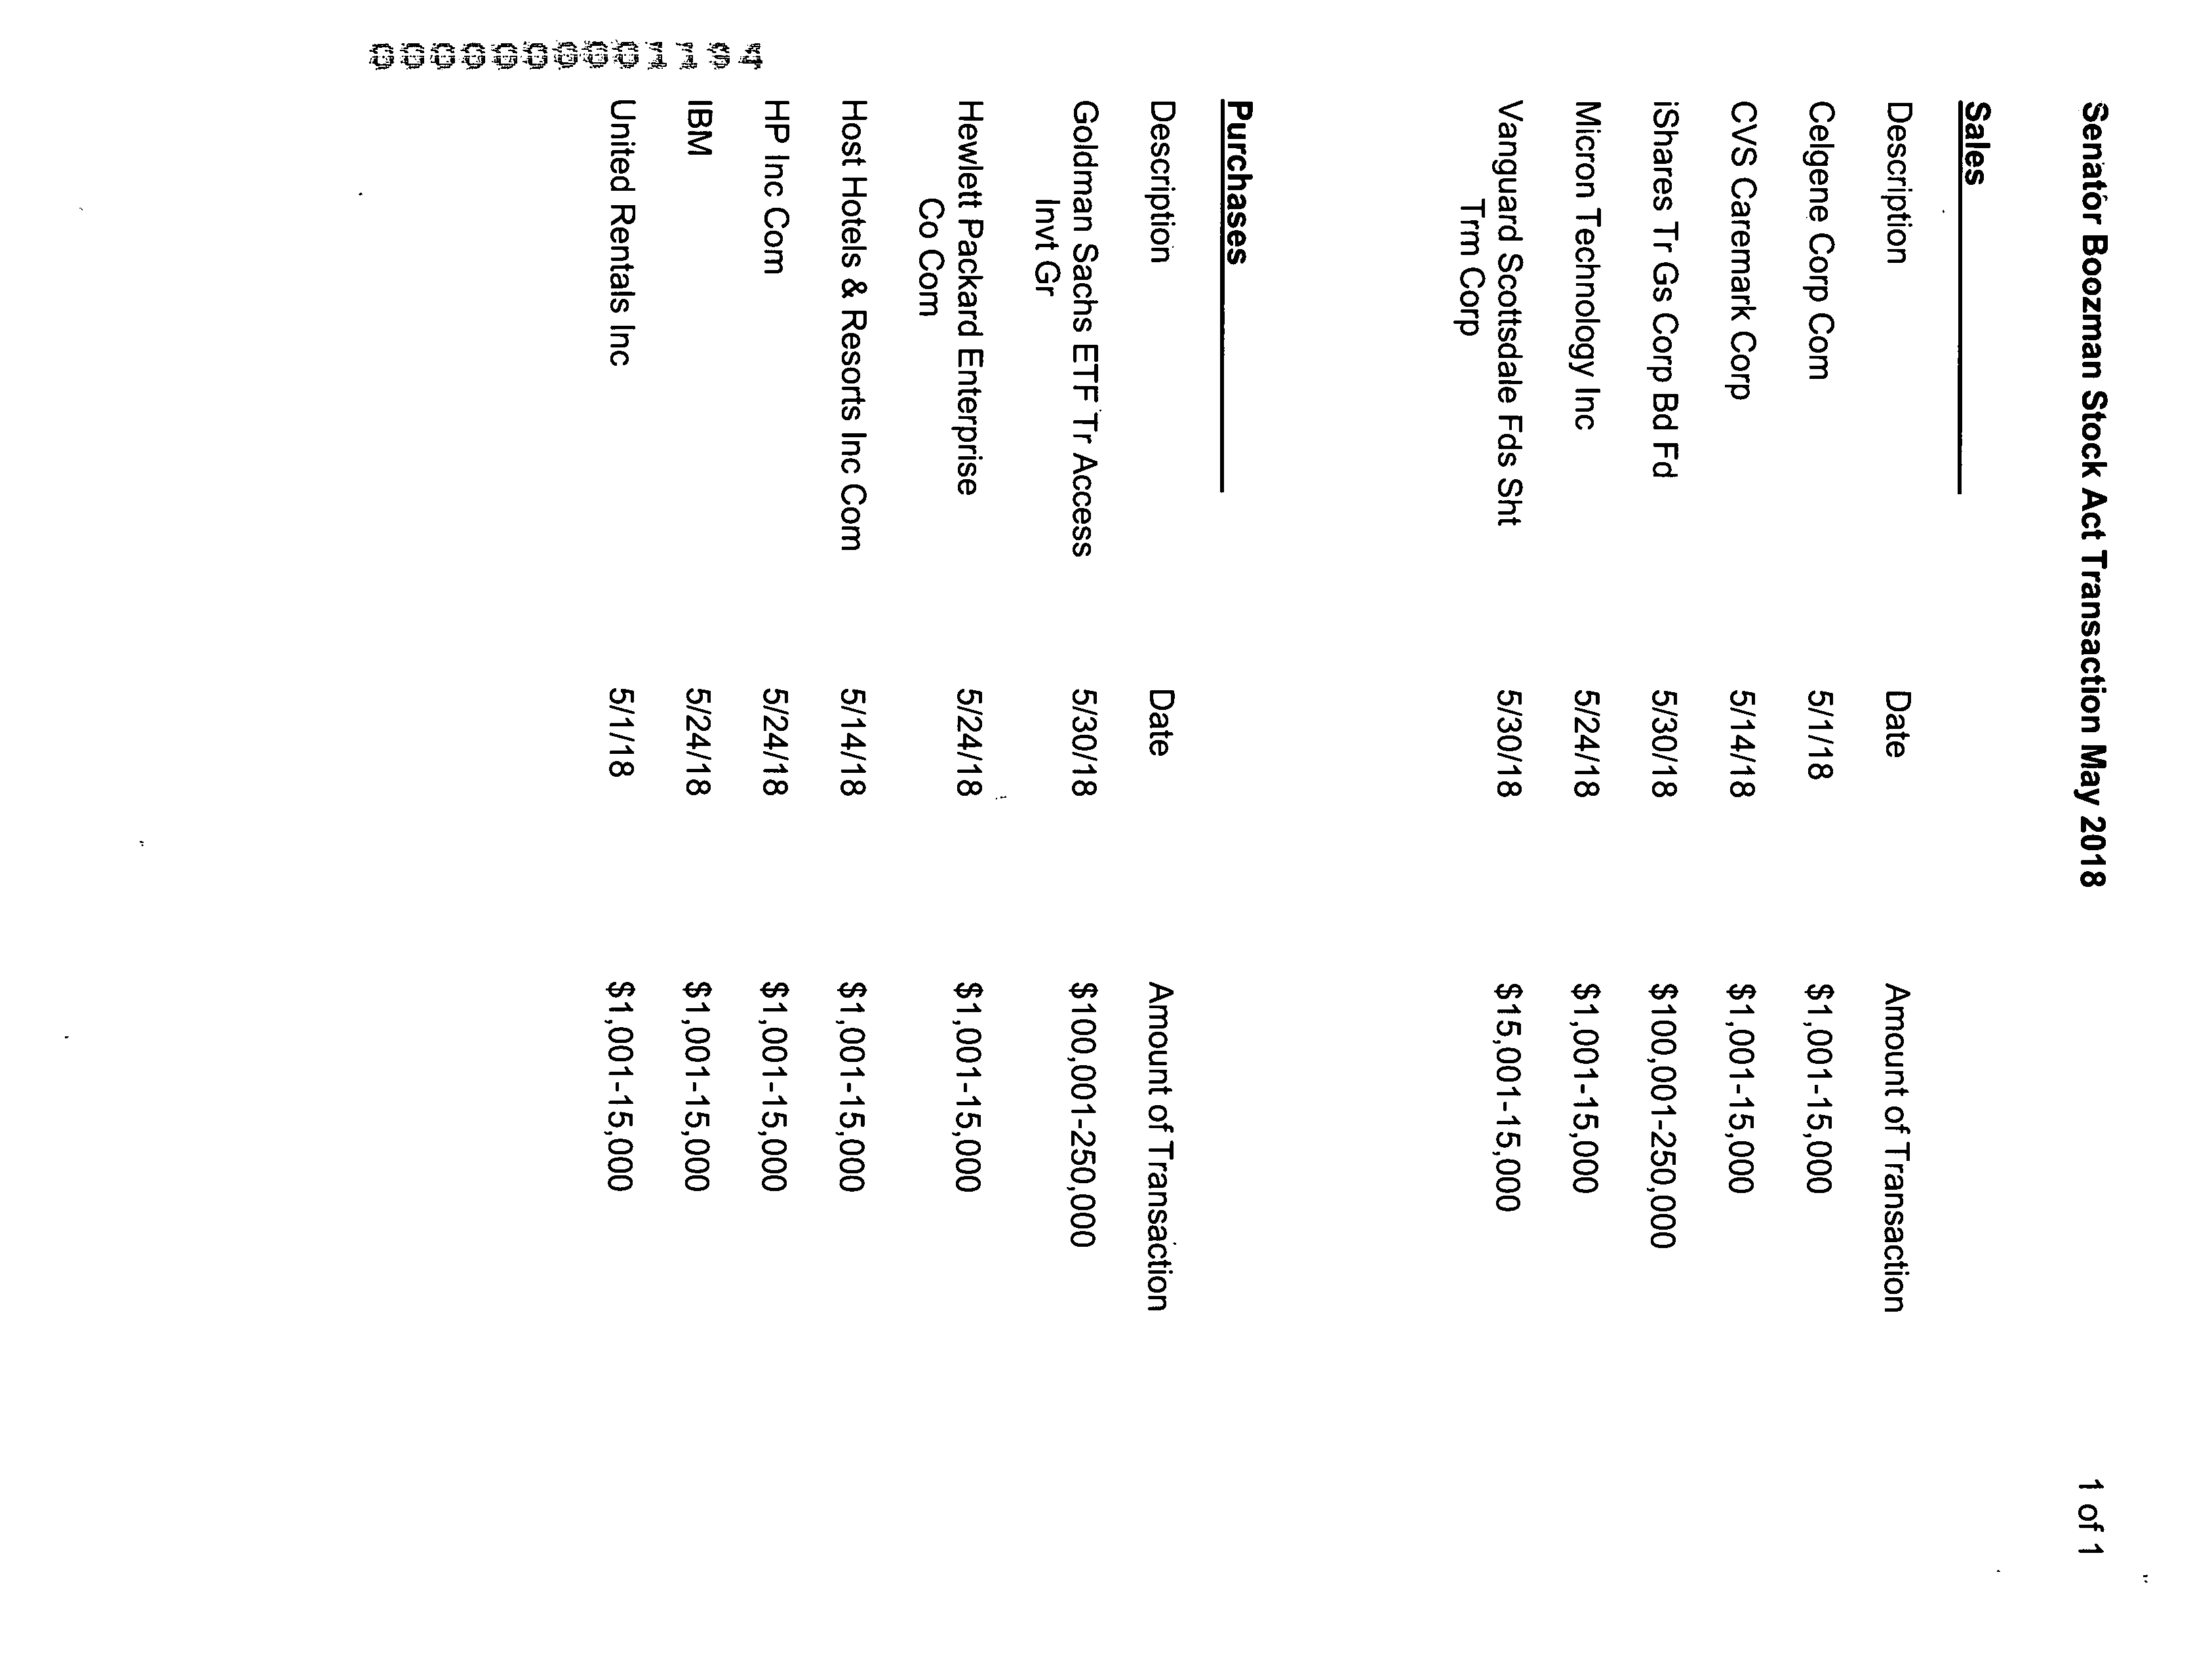 Senator Boozman Stock Act Transaction May 2018 1 of 1
Sales
Description Date Amount of Transaction
Celgene Corp Com 5/1/18 $1,001-15,000
CVS Caremark Corp 5/14/18 $1,001-15,000
iShares Tr Gs Corp Bd Fd 5/30/18 $100,001-250,000
Micron Technology Inc 5/24/18 $1,001-15,000
Vanguard Scottsdale Fds Sht 5/30/18 $15,001-15,000
Trm Corp
Purchases
Description Date Amount of Transaction
Goldman Sachs ETF Tr Access 5/30/18 $100,001-250,000
Invt Gr
Hewlett Packard Enterprise 5/24/18 $1,001-15,000
Co Com
Host Hotels & Resorts Inc Com 5/14/18 $1,001-15,000
HP Inc Com 5/24/18 $1,001-15,000
IBM 5/24/18 $1,001-15,000
United Rentals Inc 5/1/18 $1,001-15,000